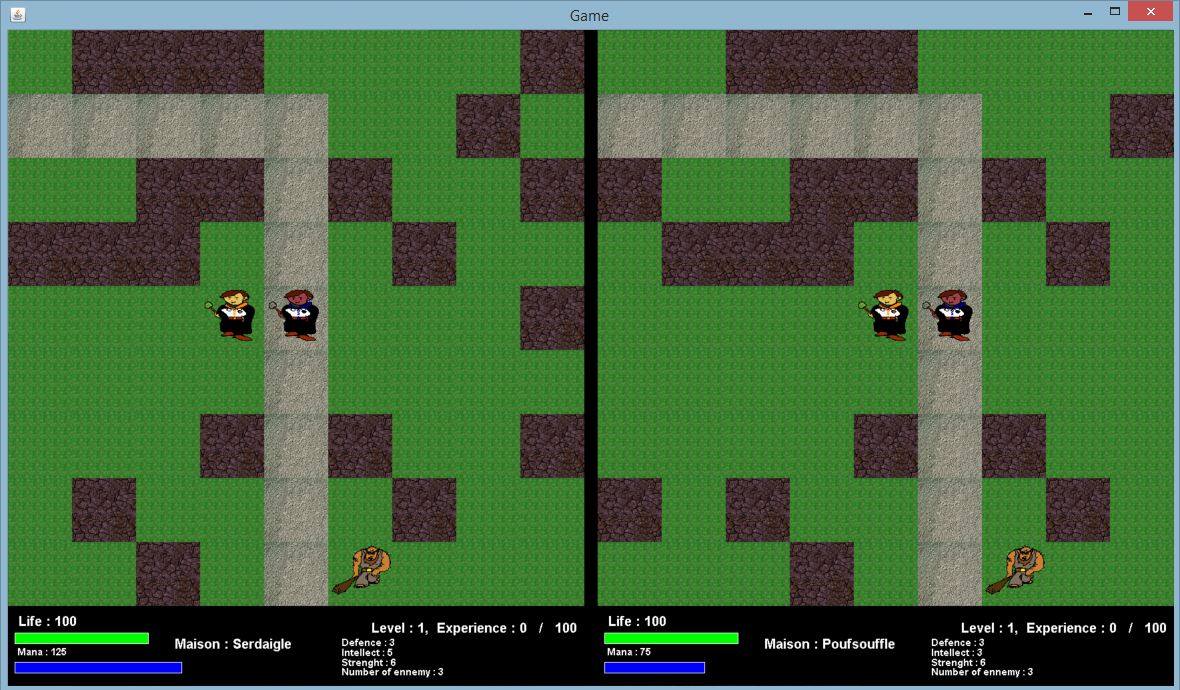 Game
Life : 100
Mana : 125
Maison : Serdaigle
Level : 1, Experience : 0 / 100
Defence : 3
Intellect : 5
Strenght : 6
Number of ennemy : 3
Life : 100
Mana : 75
Maison : Poufsouffle
Level : 1, Experience : 0 / 100
Defence : 3
Intellect : 3
Strenght : 6
Number of ennemy : 3